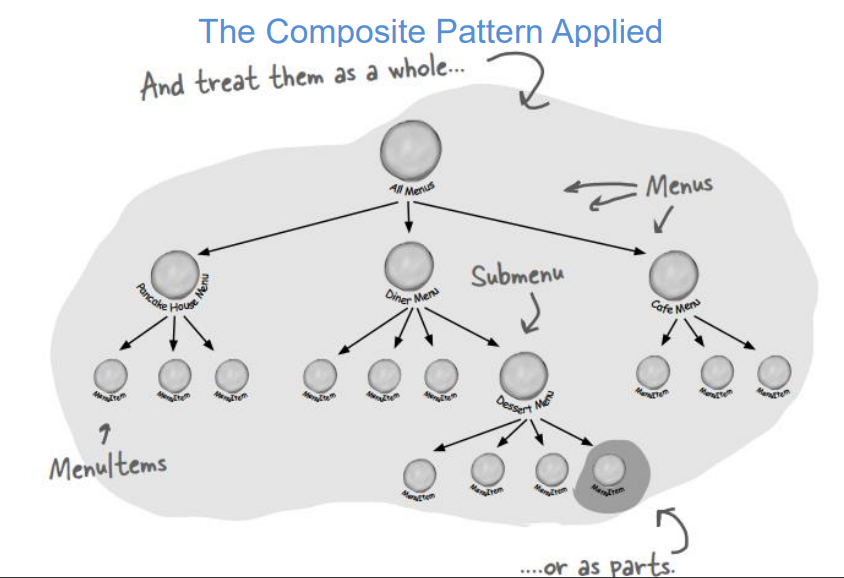 The Composite Pattern Applied
And treat them as a whole...
All Menus
Menus
Pancake House Menu
Diner Menu
Submenu
Cafe Menu
MenuItem
MenuItem
MenuItem
MenuItem
MenuItem
MenuItem
Dessert Menu
MenuItem
MenuItem
MenuItem
MenuItems
MenuItem
MenuItem
MenuItem
MenuItem
....or as parts.